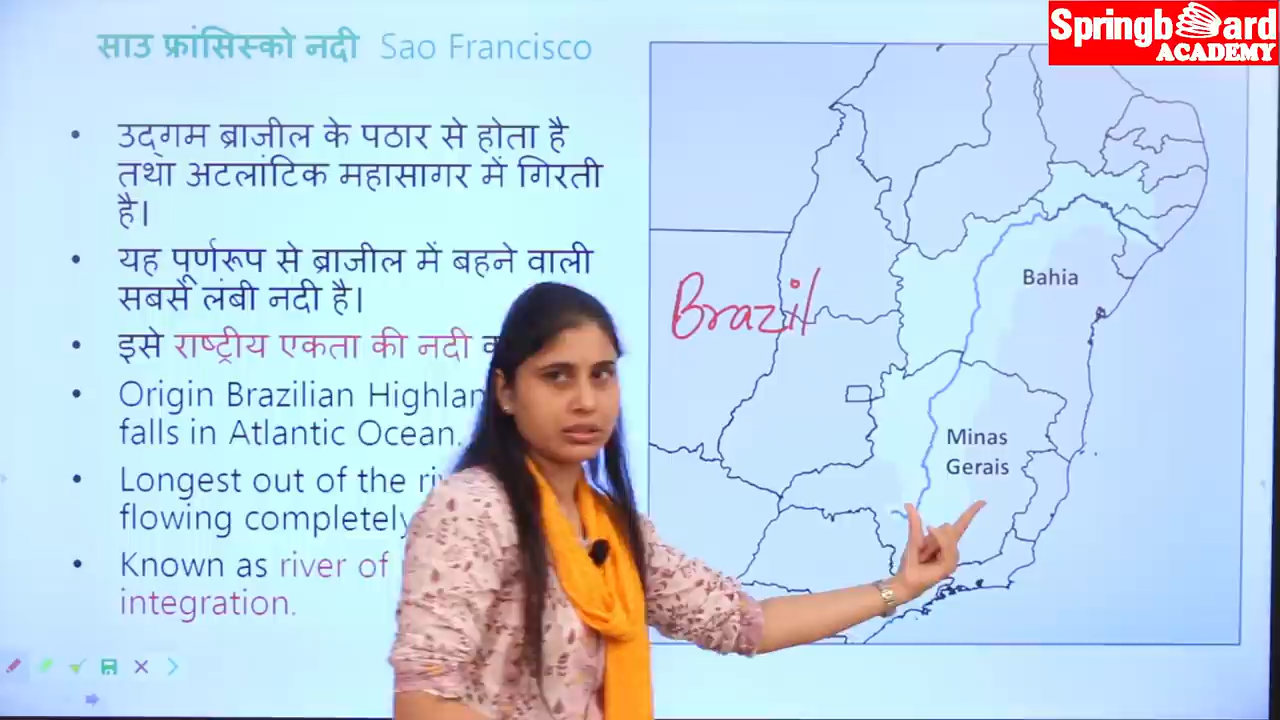 Springboard
ACADEMY
साउ फ्रांसिस्को नदी Sao Francisco
• उद्गम ब्राजील के पठार से होता है
तथा अटलांटिक महासागर में गिरती
है।
• यह पूर्णरूप से ब्राजील में बहने वाली
सबसे लंबी नदी है।
• इसे राष्ट्रीय एकता की नदी
• Origin Brazilian
falls in Atlantic Ocean.
• Longest out of the
flowing completely
• Known as river of
integration.
Brazil
Bahia
Minas
Gerais